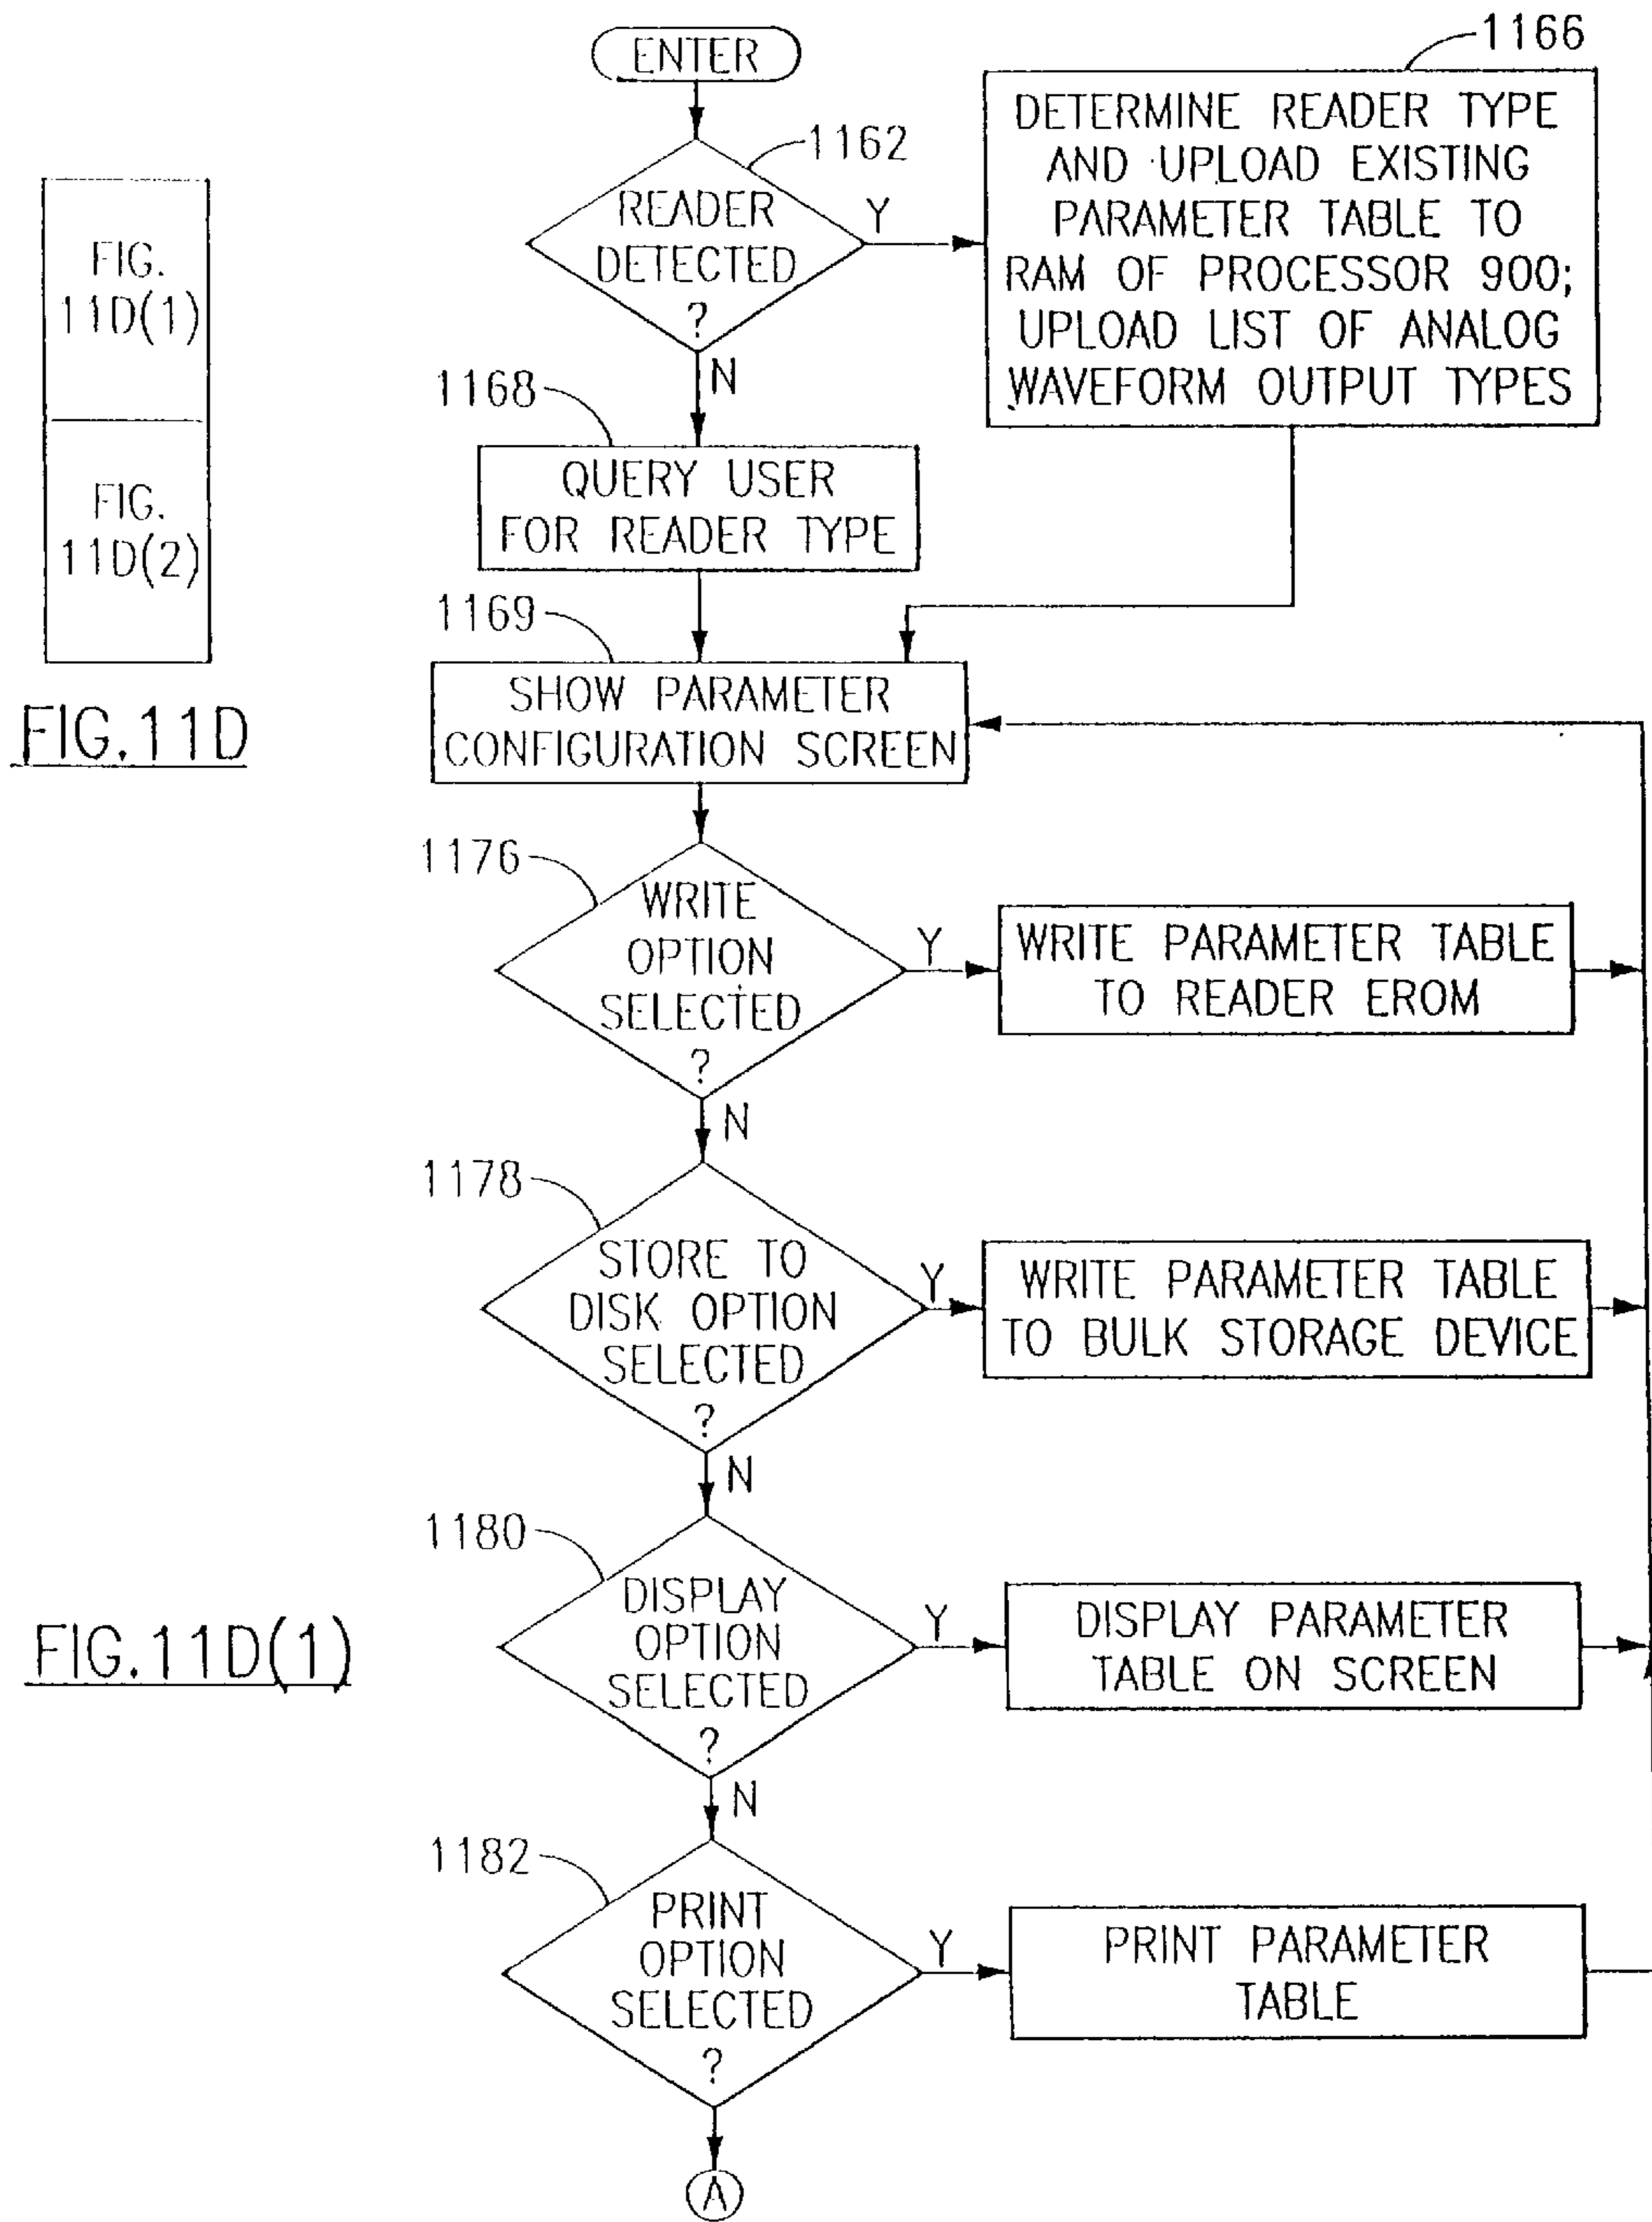 ENTER
1166
1162
READER
DETECTED
?
Y
DETERMINE READER TYPE
AND UPLOAD EXISTING
PARAMETER TABLE TO
RAM OF PROCESSOR 900;
UPLOAD LIST OF ANALOG
WAVEFORM OUTPUT TYPES
FIG.
11D(1)
FIG.
11D(2)
FIG.11D
N
1168
QUERY USER
FOR READER TYPE
1169
SHOW PARAMETER
CONFIGURATION SCREEN
1176
WRITE
OPTION
SELECTED
?
Y
WRITE PARAMETER TABLE
TO READER EROM
N
1178
STORE TO
DISK OPTION
SELECTED
?
Y
WRITE PARAMETER TABLE
TO BULK STORAGE DEVICE
N
1180
DISPLAY
OPTION
SELECTED
?
Y
DISPLAY PARAMETER
TABLE ON SCREEN
FIG.11D(1)
N
1182
PRINT
OPTION
SELECTED
?
Y
PRINT PARAMETER
TABLE
A